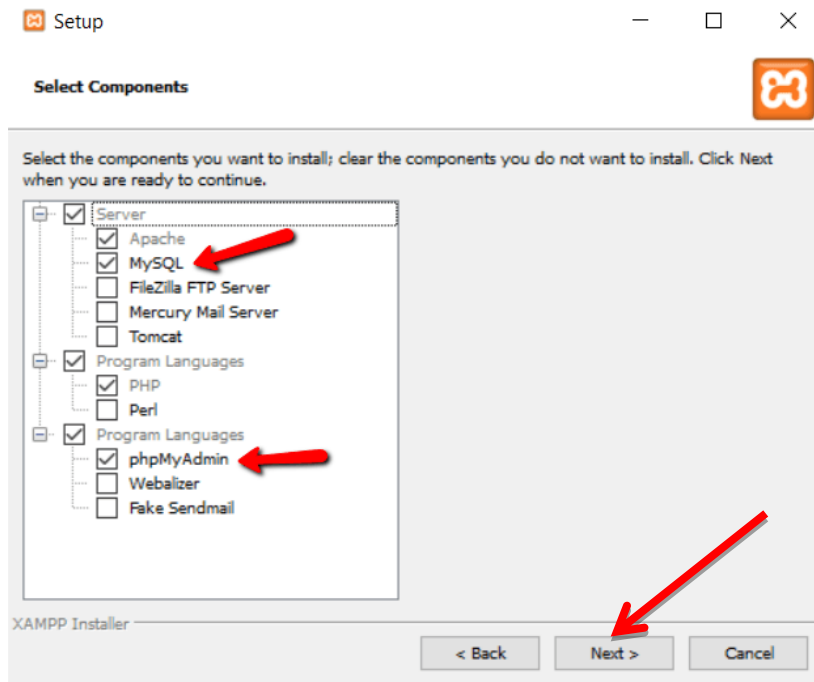 Setup
Select Components
Select the components you want to install; clear the components you do not want to install. Click Next
when you are ready to continue.
Server
Apache
MySQL
FileZilla FTP Server
Mercury Mail Server
Tomcat
Program Languages
PHP
Perl
Program Languages
phpMyAdmin
Webalizer
Fake Sendmail
XAMPP Installer
< Back
Next >
Cancel